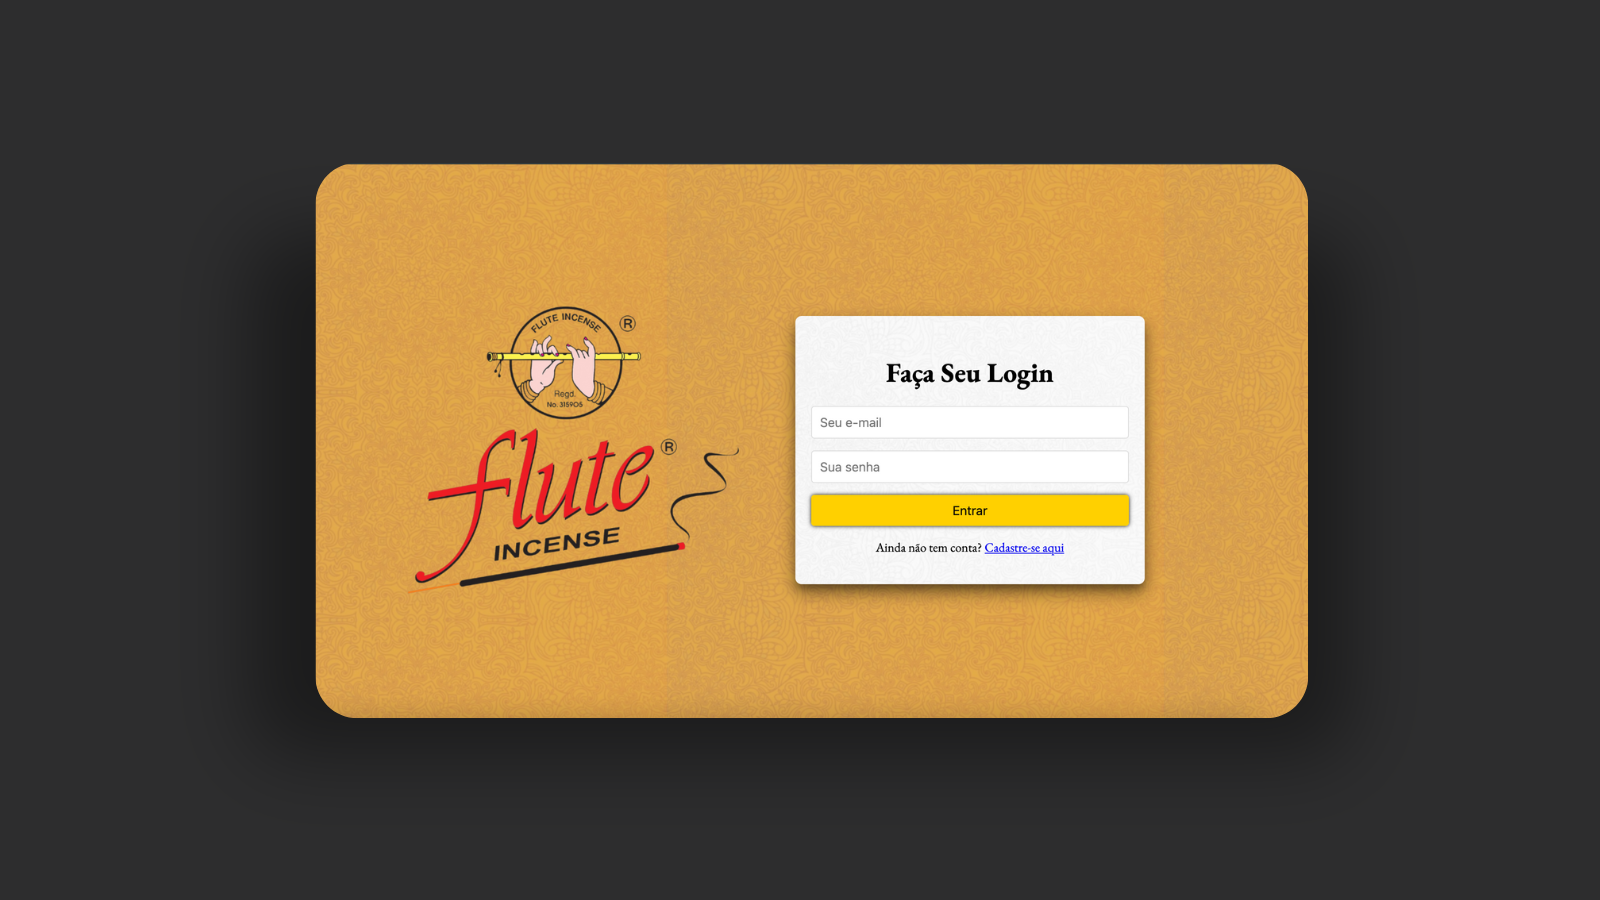 FLUTE INCENSE
®
Regd.
No. 315905
flute®
INCENSE
Faça Seu Login
Seu e-mail
Sua senha
Entrar
Ainda não tem conta? Cadastre-se aqui